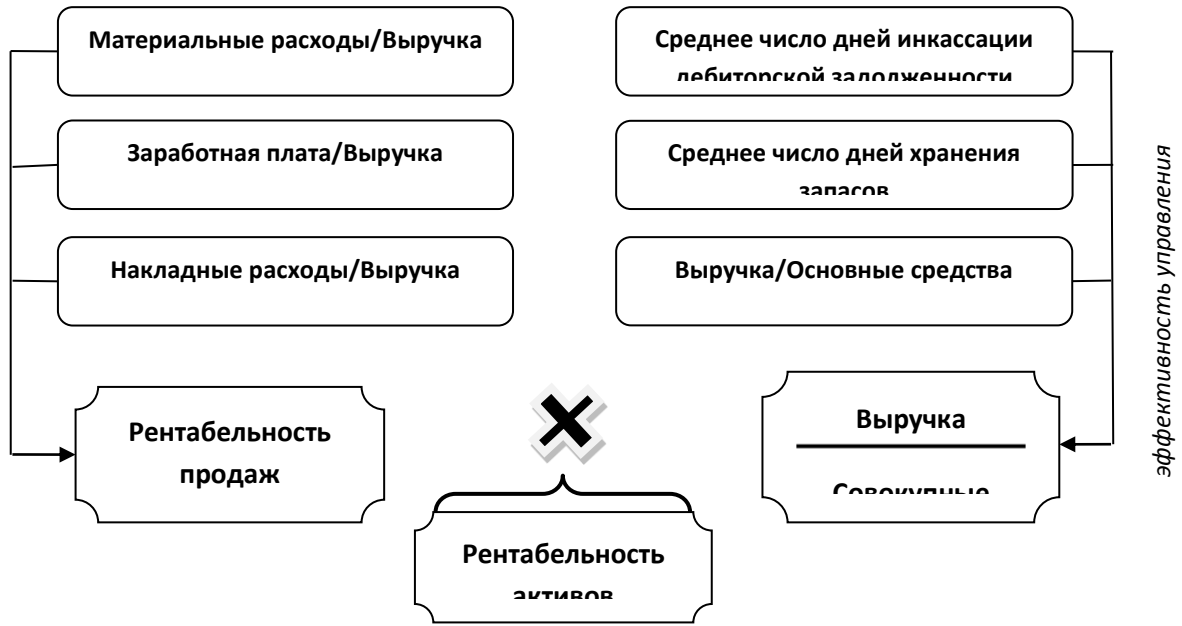 Материальные расходы/Выручка
Среднее число дней инкассации
дебиторской задолженности
Заработная плата/Выручка
Среднее число дней хранения
запасов
Накладные расходы/Выручка
Выручка/Основные средства
эффективность управления
Рентабельность
продаж
Выручка
Совокупные
Рентабельность
активов